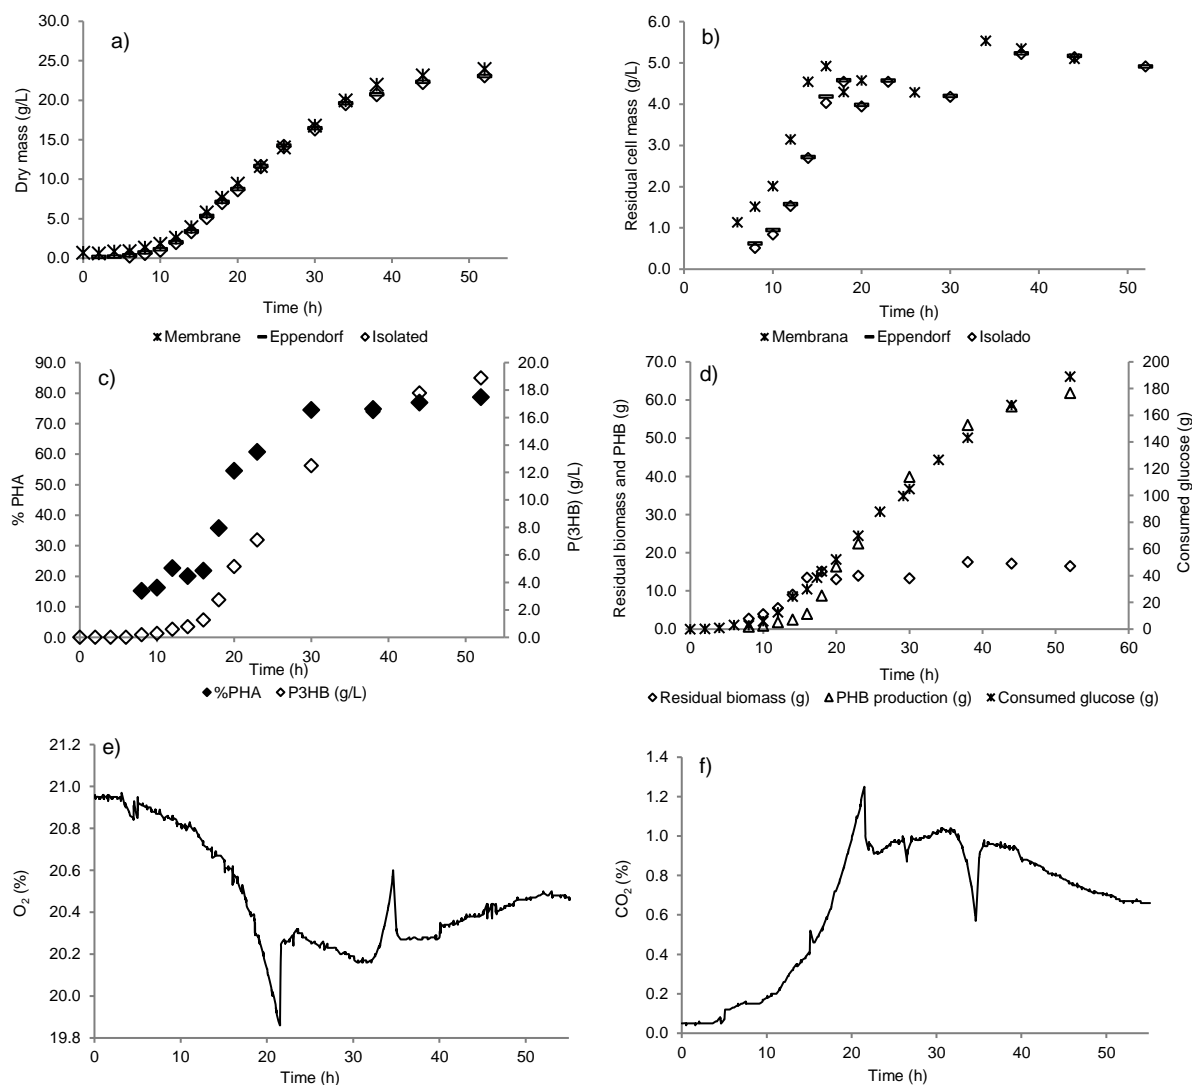 a)
30.0
25.0
20.0
15.0
10.0
5.0
0.0
Dry mass (g/L)
0 10 20 30 40 50
Time (h)
Membrane Eppendorf Isolated
b)
6.0
5.0
4.0
3.0
2.0
1.0
0.0
Residual cell mass (g/L)
0 10 20 30 40 50
Time (h)
Membrana Eppendorf Isolado
c)
90.0
80.0
70.0
60.0
50.0
40.0
30.0
20.0
10.0
0.0
% PHA
20.0
18.0
16.0
14.0
12.0
10.0
8.0
6.0
4.0
2.0
0.0
P(3HB) (g/L)
0 10 20 30 40 50
Time (h)
%PHA P3HB (g/L)
d)
70.0
60.0
50.0
40.0
30.0
20.0
10.0
0.0
Residual biomass and PHB (g)
200
180
160
140
120
100
80
60
40
20
0
Consumed glucose (g)
0 10 20 30 40 50 60
Time (h)
Residual biomass (g) PHB production (g) Consumed glucose (g)
e)
21.2
21.0
20.8
20.6
20.4
20.2
20.0
19.8
O2 (%)
0 10 20 30 40 50
Time (h)
f)
1.4
1.2
1.0
0.8
0.6
0.4
0.2
0.0
CO2 (%)
0 10 20 30 40 50
Time (h)